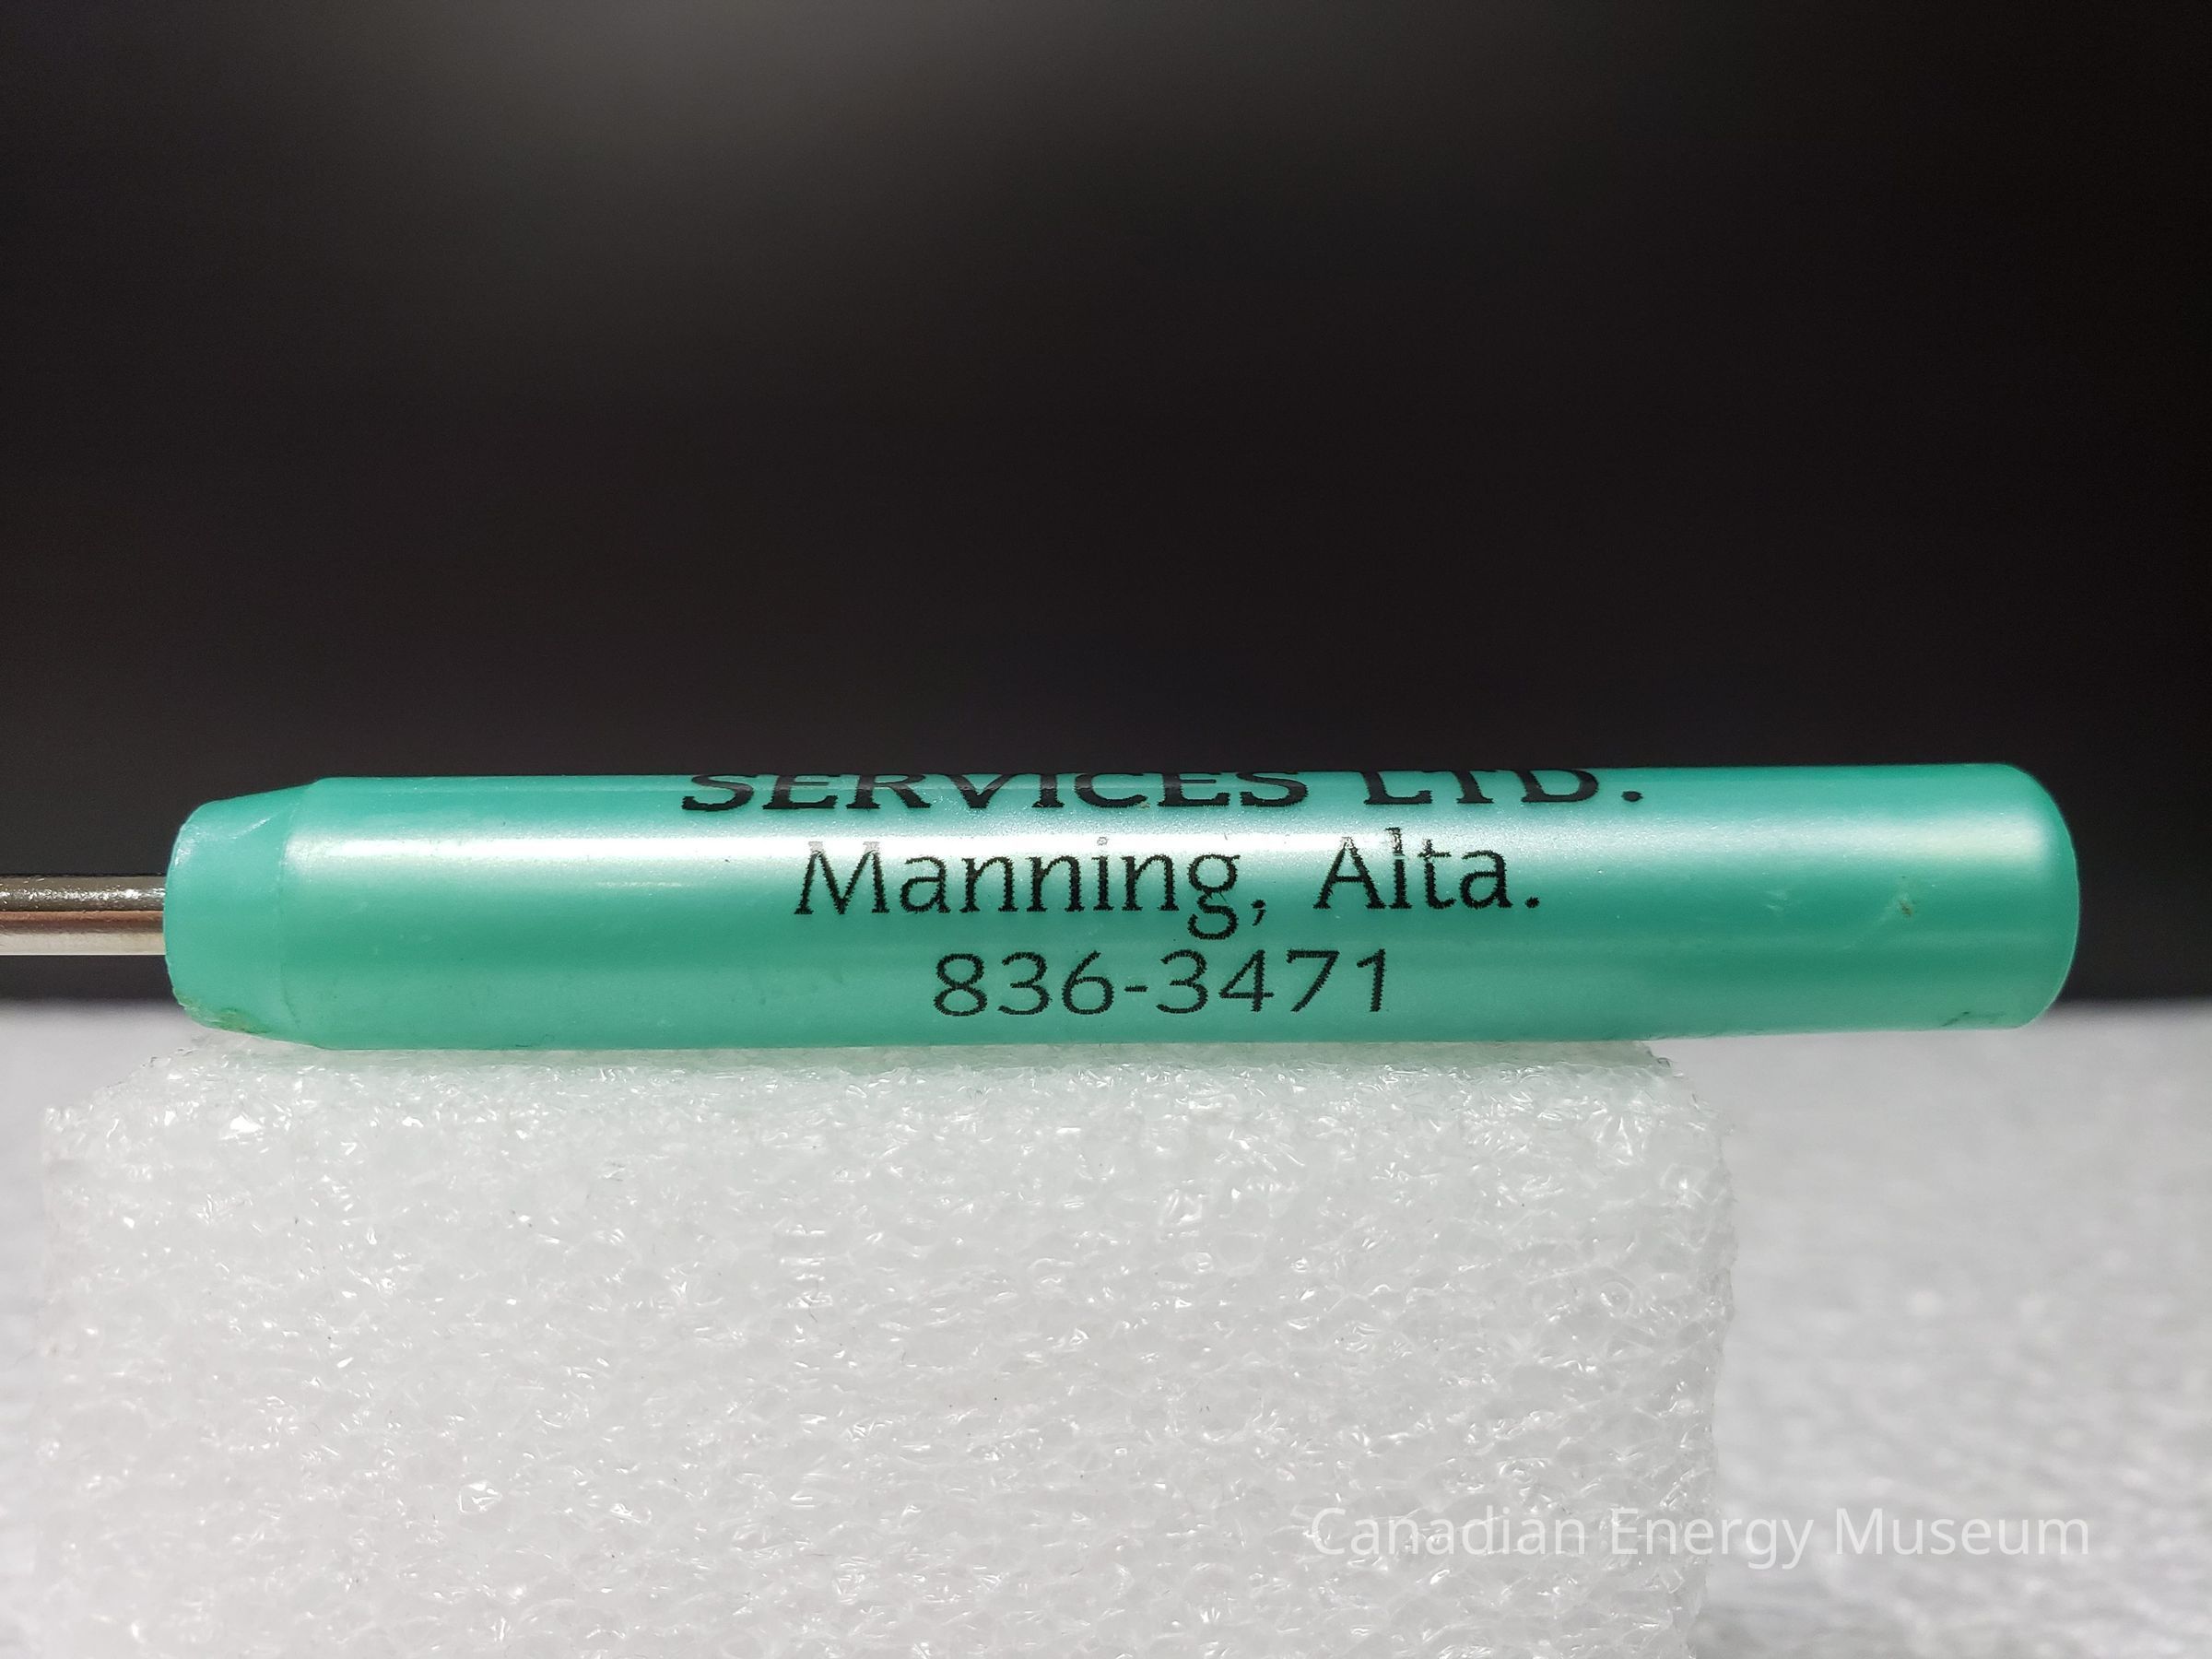 SERVICES LTD.
Manning, Alta.
836-3471
Canadian Energy Museum